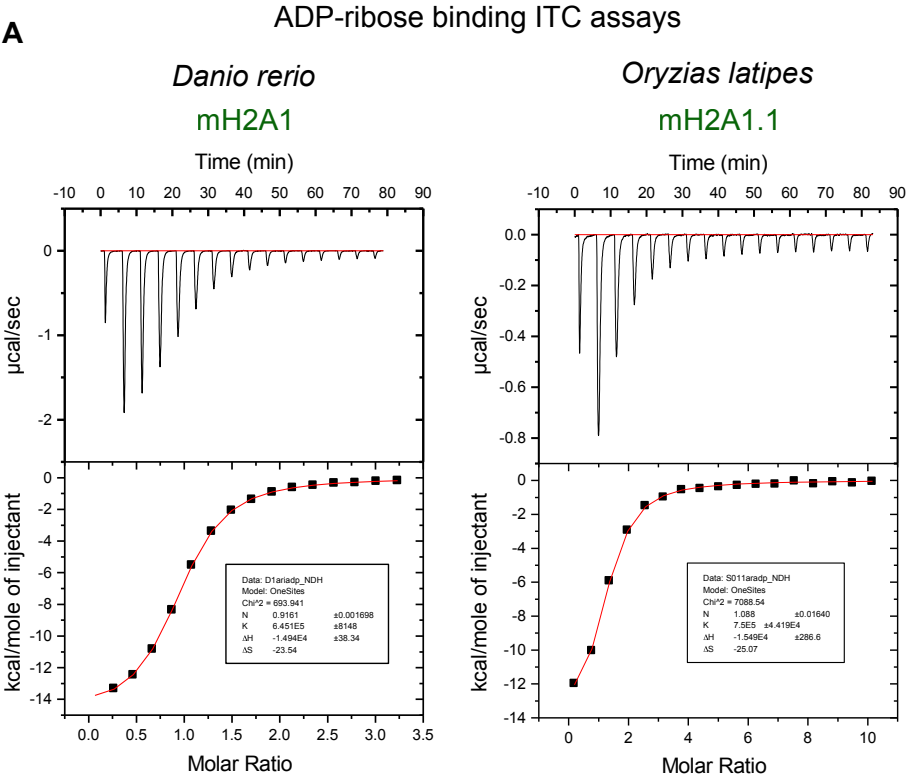 A
ADP-ribose binding ITC assays
Danio rerio
mH2A1
Time (min)
-10 0 10 20 30 40 50 60 70 80 90
0
-1
-2
µcal/sec
0
-2
-4
-6
-8
-10
-12
-14
kcal/mole of injectant
Data: D1ariadp_NDH
Model: OneSites
Chi^2 = 693.941
N 0.9161 ±0.001698
K 6.451E5 ±8148
ΔH -1.494E4 ±38.34
ΔS -23.54
0.0 0.5 1.0 1.5 2.0 2.5 3.0 3.5
Molar Ratio
Oryzias latipes
mH2A1.1
Time (min)
-10 0 10 20 30 40 50 60 70 80 90
0.0
-0.2
-0.4
-0.6
-0.8
µcal/sec
0
-2
-4
-6
-8
-10
-12
-14
kcal/mole of injectant
Data: S011aradp_NDH
Model: OneSites
Chi^2 = 7088.54
N 1.088 ±0.01640
K 7.5E5 ±4.419E4
ΔH -1.549E4 ±286.6
ΔS -25.07
0 2 4 6 8 10
Molar Ratio